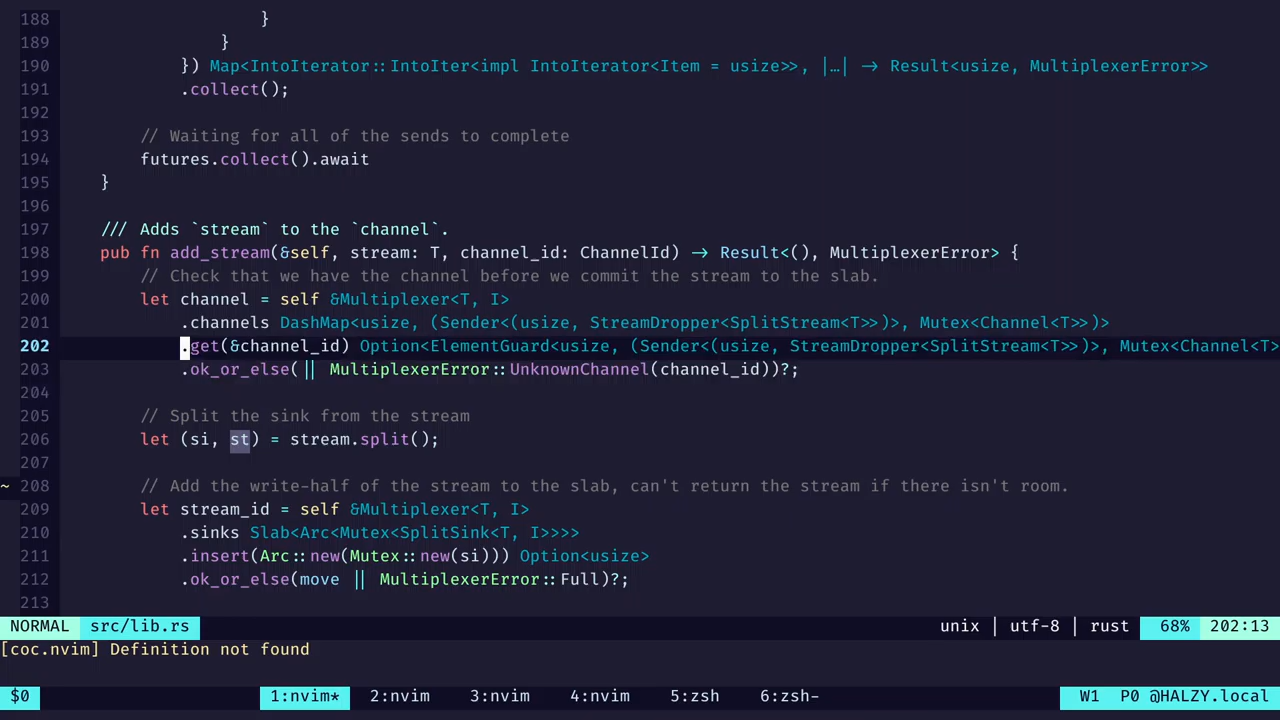 188                     }
189                 }
190             }) Map<IntoIterator::IntoIter<impl IntoIterator<Item = usize>>, |…| → Result<usize, MultiplexerError>>
191             .collect();
192
193         // Waiting for all of the sends to complete
194         futures.collect().await
195     }
196
197     /// Adds `stream` to the `channel`.
198     pub fn add_stream(&self, stream: T, channel_id: ChannelId) → Result<(), MultiplexerError> {
199         // Check that we have the channel before we commit the stream to the slab.
200         let channel = self &Multiplexer<T, I>
201             .channels DashMap<usize, (Sender<(usize, StreamDropper<SplitStream<T>>)>, Mutex<Channel<T>>)>
202             .get(&channel_id) Option<ElementGuard<usize, (Sender<(usize, StreamDropper<SplitStream<T>>)>, Mutex<Channel<T>
203             .ok_or_else(|| MultiplexerError::UnknownChannel(channel_id))?;
204
205         // Split the sink from the stream
206         let (si, st) = stream.split();
207
~ 208         // Add the write-half of the stream to the slab, can't return the stream if there isn't room.
209         let stream_id = self &Multiplexer<T, I>
210             .sinks Slab<Arc<Mutex<SplitSink<T, I>>>>
211             .insert(Arc::new(Mutex::new(si))) Option<usize>
212             .ok_or_else(move || MultiplexerError::Full)?;
213
NORMAL src/lib.rs unix | utf-8 | rust 68% 202:13
[coc.nvim] Definition not found
$0 1:nvim* 2:nvim 3:nvim 4:nvim 5:zsh 6:zsh- W1 P0 @HALZY.local